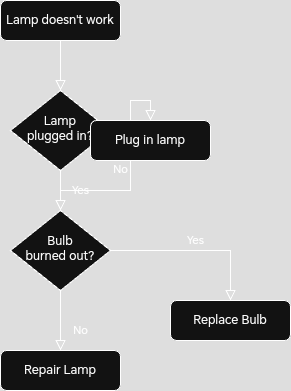 Lamp doesn't work
Lamp
plugged in?
Plug in lamp
No
Yes
Bulb
burned out?
Yes
Replace Bulb
No
Repair Lamp